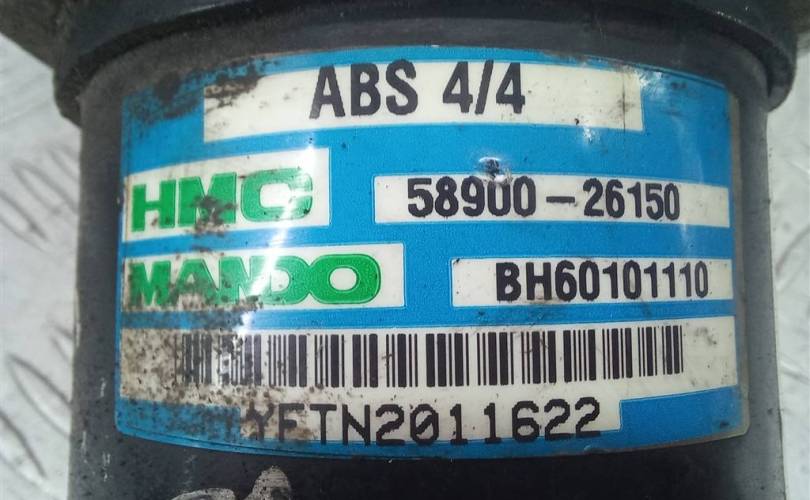 ABS 4/4
HMC 58900-26150
MANDO BH60101110
YFTN2011622